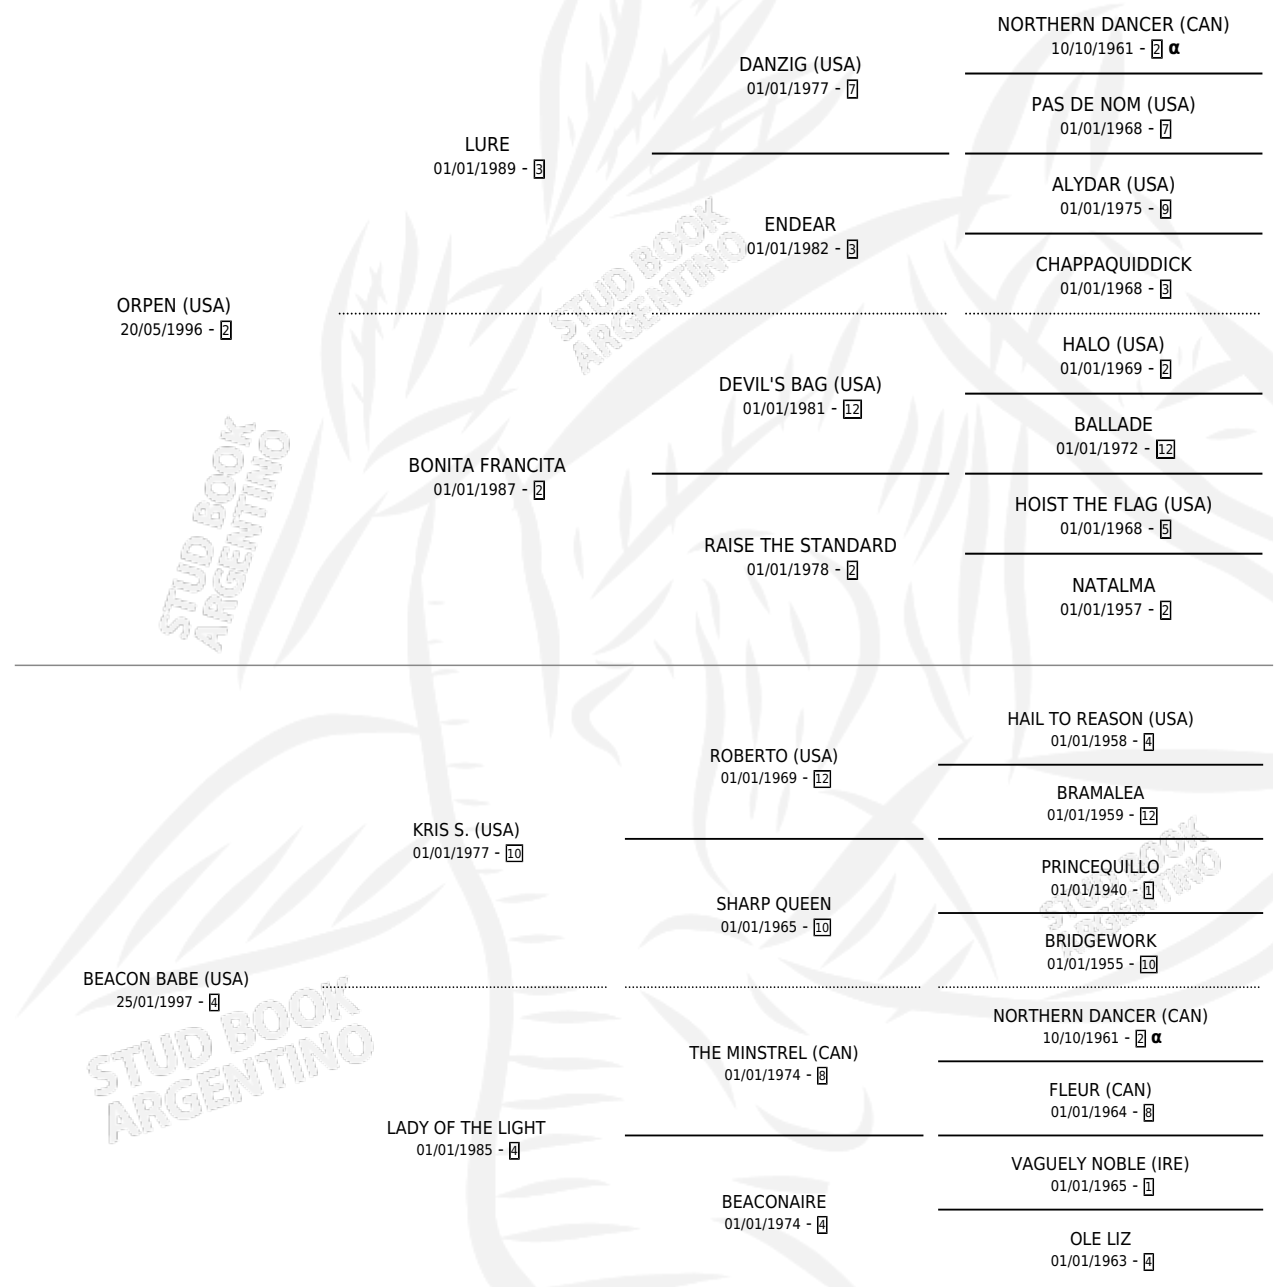 NORTHERN DANCER (CAN)
10/10/1961 - 2 α
DANZIG (USA)
01/01/1977 - 7
PAS DE NOM (USA)
01/01/1968 - 7
LURE
01/01/1989 - 3
ALYDAR (USA)
01/01/1975 - 9
ENDEAR
01/01/1982 - 3
CHAPPAQUIDDICK
01/01/1968 - 3
ORPEN (USA)
20/05/1996 - 2
HALO (USA)
01/01/1969 - 2
DEVIL'S BAG (USA)
01/01/1981 - 12
BALLADE
01/01/1972 - 12
BONITA FRANCITA
01/01/1987 - 2
HOIST THE FLAG (USA)
01/01/1968 - 5
RAISE THE STANDARD
01/01/1978 - 2
NATALMA
01/01/1957 - 2
STUD BOOK
ARGENTINO
STUD BOOK
ARGENTINO
HAIL TO REASON (USA)
01/01/1958 - 4
ROBERTO (USA)
01/01/1969 - 12
BRAMALEA
01/01/1959 - 12
KRIS S. (USA)
01/01/1977 - 10
PRINCEQUILLO
01/01/1940 - 1
SHARP QUEEN
01/01/1965 - 10
BRIDGEWORK
01/01/1955 - 10
BEACON BABE (USA)
25/01/1997 - 4
NORTHERN DANCER (CAN)
10/10/1961 - 2 α
THE MINSTREL (CAN)
01/01/1974 - 8
FLEUR (CAN)
01/01/1964 - 8
LADY OF THE LIGHT
01/01/1985 - 4
VAGUELY NOBLE (IRE)
01/01/1965 - 1
BEACONAIRE
01/01/1974 - 4
OLE LIZ
01/01/1963 - 4
STUD BOOK
ARGENTINO
STUD BOOK
ARGENTINO